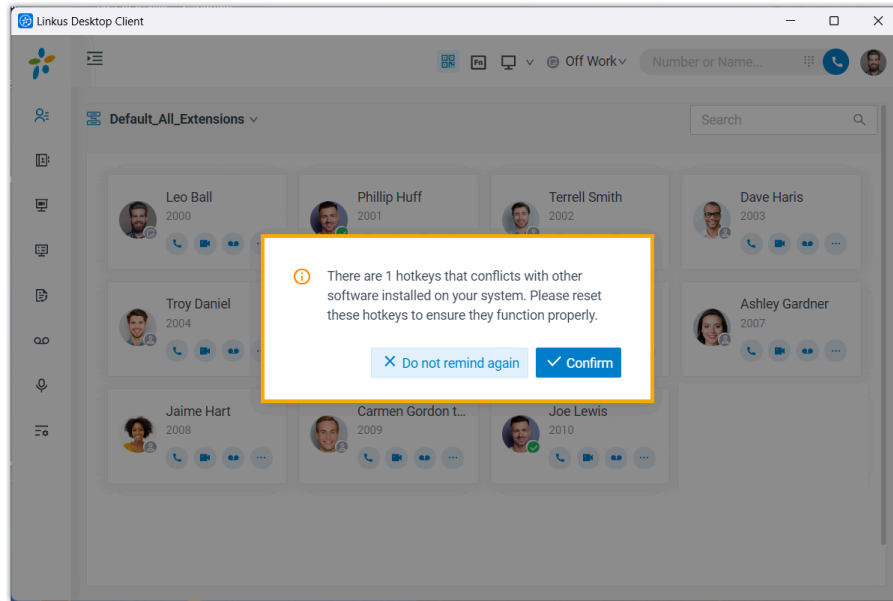 Linkus Desktop Client
Fn
Off Work
Number or Name...
Default_All_Extensions
Search
Leo Ball
2000
Phillip Huff
2001
Terrell Smith
2002
Dave Haris
2003
There are 1 hotkeys that conflicts with other
software installed on your system. Please reset
these hotkeys to ensure they function properly.
Do not remind again
Confirm
Troy Daniel
2004
Ashley Gardner
2007
Jaime Hart
2008
Carmen Gordon t...
2009
Joe Lewis
2010